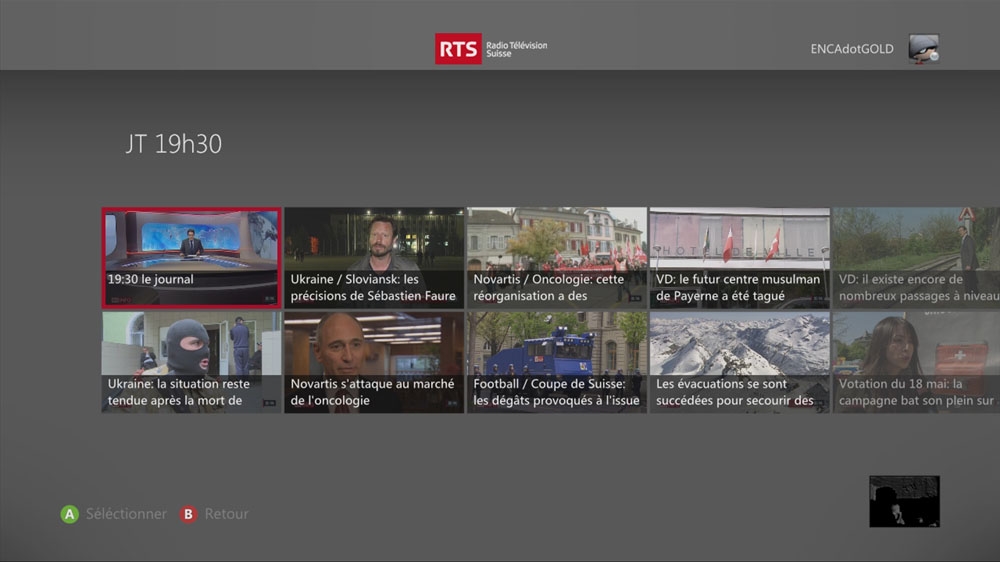 RTS Radio Télévision
Suisse
ENCAdotGOLD
JT 19h30
19:30 le journal
Ukraine / Sloviansk: les
précisions de Sébastien Faure
Novartis / Oncologie: cette
réorganisation a des
HOTEL DE VILLE
VD: le futur centre musulman
de Payerne a été tagué
VD: il existe encore de
nombreux passages à niveau
Ukraine: la situation reste
tendue après la mort de
Novartis s'attaque au marché
de l'oncologie
Football / Coupe de Suisse:
les dégâts provoqués à l'issue
Les évacuations se sont
succédées pour secourir des
Votation du 18 mai: la
campagne bat son plein sur
A Séléctionner B Retour